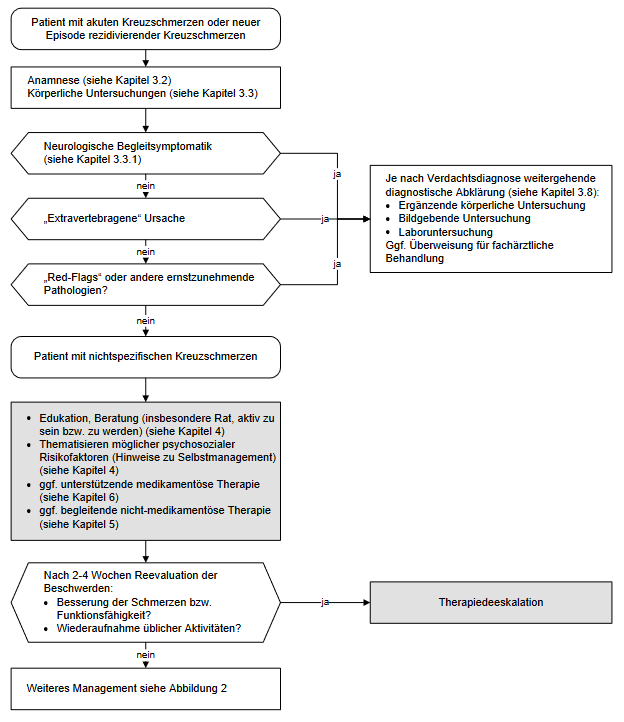 Patient mit akuten Kreuzschmerzen oder neuer
Episode rezidivierender Kreuzschmerzen
Anamnese (siehe Kapitel 3.2)
Körperliche Untersuchungen (siehe Kapitel 3.3)
Neurologische Begleitsymptomatik
(siehe Kapitel 3.3.1)
ja
nein
Je nach Verdachtsdiagnose weitergehende
diagnostische Abklärung (siehe Kapitel 3.8):
• Ergänzende körperliche Untersuchung
• Bildgebende Untersuchung
• Laboruntersuchung
Ggf. Überweisung für fachärztliche
Behandlung
„Extravertebragene“ Ursache
ja
nein
„Red-Flags“ oder andere ernstzunehmende
Pathologien?
ja
nein
Patient mit nichtspezifischen Kreuzschmerzen
• Edukation, Beratung (insbesondere Rat, aktiv zu
sein bzw. zu werden) (siehe Kapitel 4)
• Thematisieren möglicher psychosozialer
Risikofaktoren (Hinweise zu Selbstmanagement)
(siehe Kapitel 4)
• ggf. unterstützende medikamentöse Therapie
(siehe Kapitel 6)
• ggf. begleitende nicht-medikamentöse Therapie
(siehe Kapitel 5)
Nach 2-4 Wochen Reevaluation der
Beschwerden:
• Besserung der Schmerzen bzw.
Funktionsfähigkeit?
• Wiederaufnahme üblicher Aktivitäten?
ja
Therapiedeeskalation
nein
Weiteres Management siehe Abbildung 2